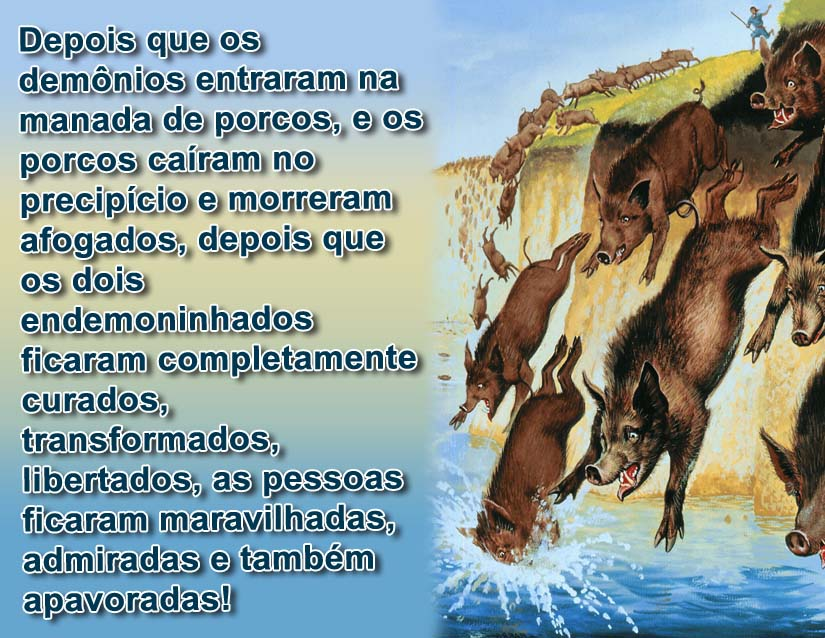 Depois que os
demônios entraram na
manada de porcos, e os
porcos caíram no
precipício e morreram
afogados, depois que
os dois
endemoninhados
ficaram completamente
curados,
transformados,
libertados, as pessoas
ficaram maravilhadas,
admiradas e também
apavoradas!